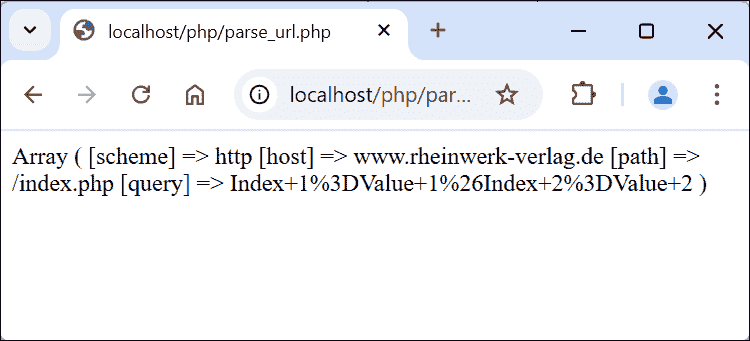 localhost/php/parse_url.php
localhost/php/par...
Array ( [scheme] => http [host] => www.rheinwerk-verlag.de [path] =>
/index.php [query] => Index+1%3DValue+1%26Index+2%3DValue+2 )